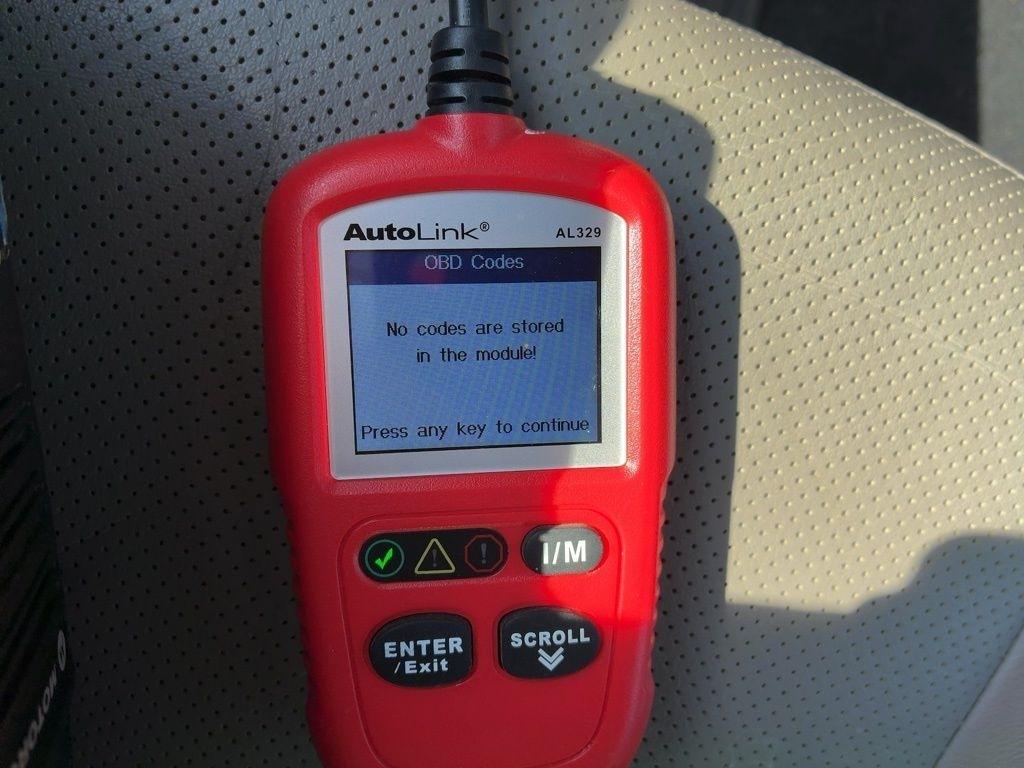 AutoLink®
AL329
OBD Codes
No codes are stored
in the module!
Press any key to continue
I/M
ENTER
/Exit
SCROLL